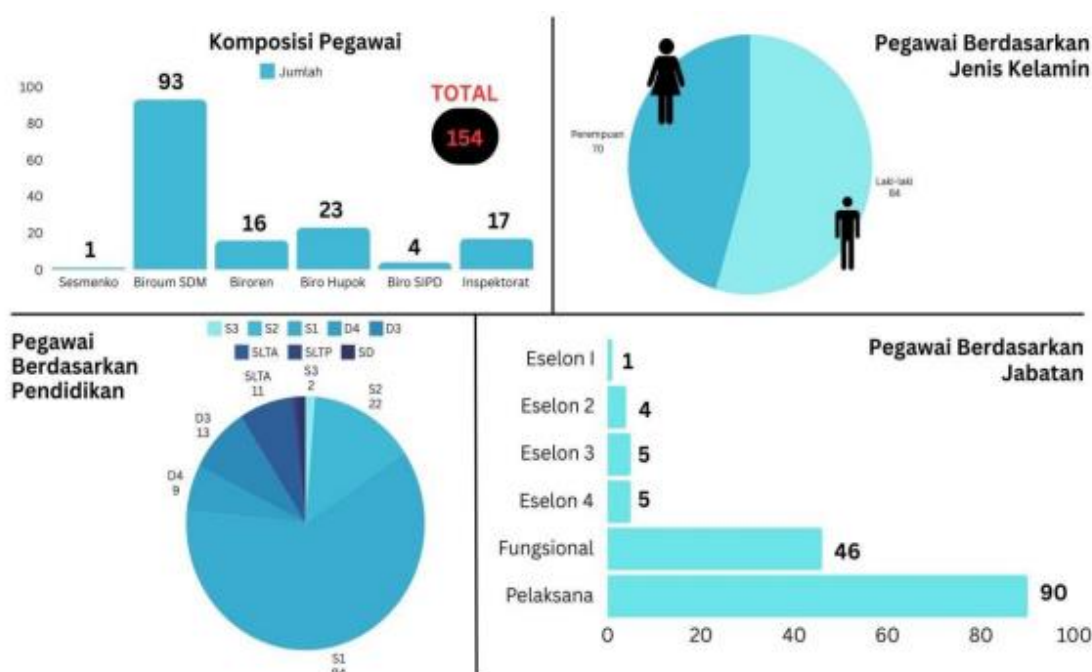 Komposisi Pegawai
Jumlah
TOTAL
154
100
80
60
40
20
0
1
93
16
23
4
17
Sesmenko
Biroum SDM
Biroren
Biro Hupok
Biro SIPD
Inspektorat
Pegawai Berdasarkan
Jenis Kelamin
Perempuan
70
Laki-laki
84
Pegawai
Berdasarkan
Pendidikan
S3 S2 S1 D4 D3
SLTA SLTP SD
SLTA
11
S3
2
S2
22
D3
13
D4
9
S1
Pegawai Berdasarkan
Jabatan
Eselon I 1
Eselon 2 4
Eselon 3 5
Eselon 4 5
Fungsional 46
Pelaksana 90
0 20 40 60 80 100